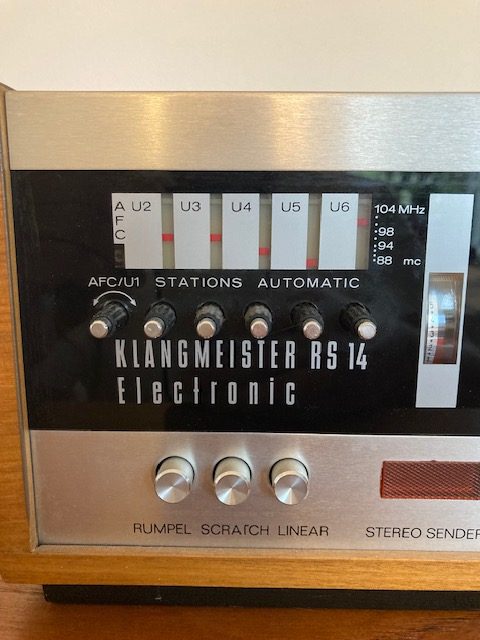 AFC U2 U3 U4 U5 U6 104 MHz
98
94
88 mc
AFC/U1 STATIONS AUTOMATIC
KLANGMEISTER RS 14
Electronic
RUMPEL SCRATCH LINEAR STEREO SENDER